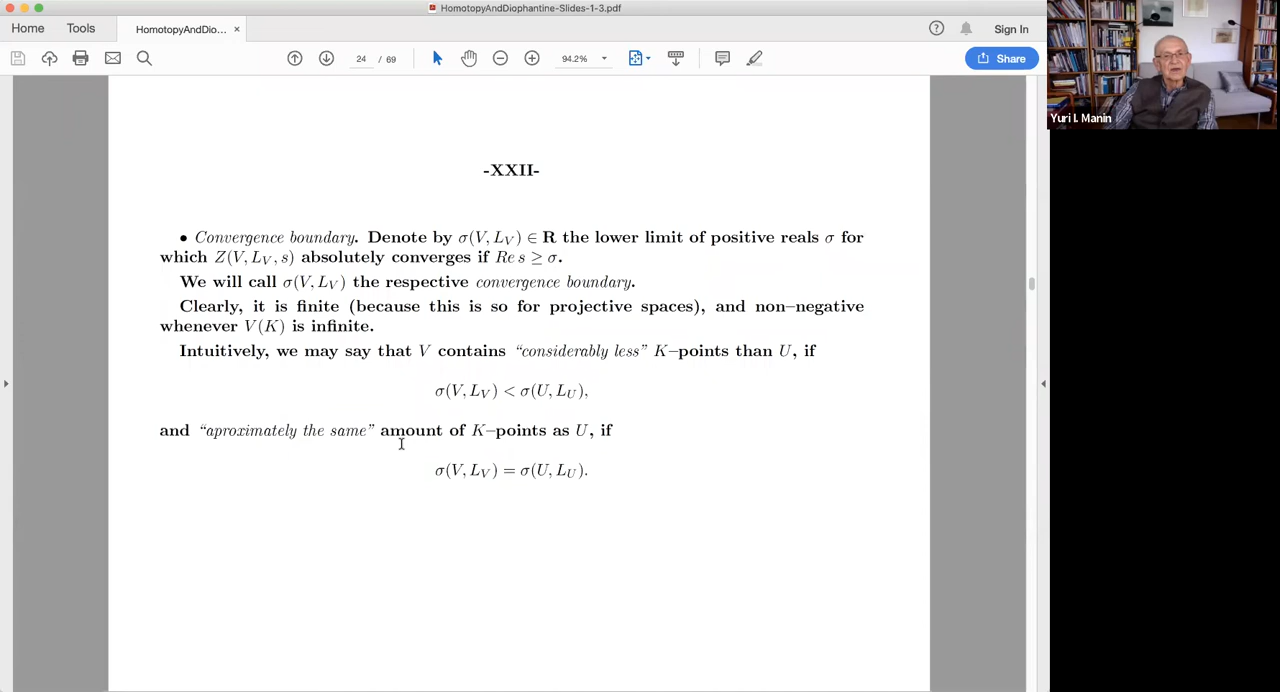 HomotopyAndDiophantine-Slides-1-3.pdf
Home Tools HomotopyAndDio... × Sign In
24 / 69 94.2% Share
Yuri I. Manin
-XXII-
• Convergence boundary. Denote by σ(V, L_V) ∈ R the lower limit of positive reals σ for
which Z(V, L_V, s) absolutely converges if Re s ≥ σ.
We will call σ(V, L_V) the respective convergence boundary.
Clearly, it is finite (because this is so for projective spaces), and non–negative
whenever V(K) is infinite.
Intuitively, we may say that V contains “considerably less” K–points than U, if
σ(V, L_V) < σ(U, L_U),
and “aproximately the same” amount of K–points as U, if
σ(V, L_V) = σ(U, L_U).